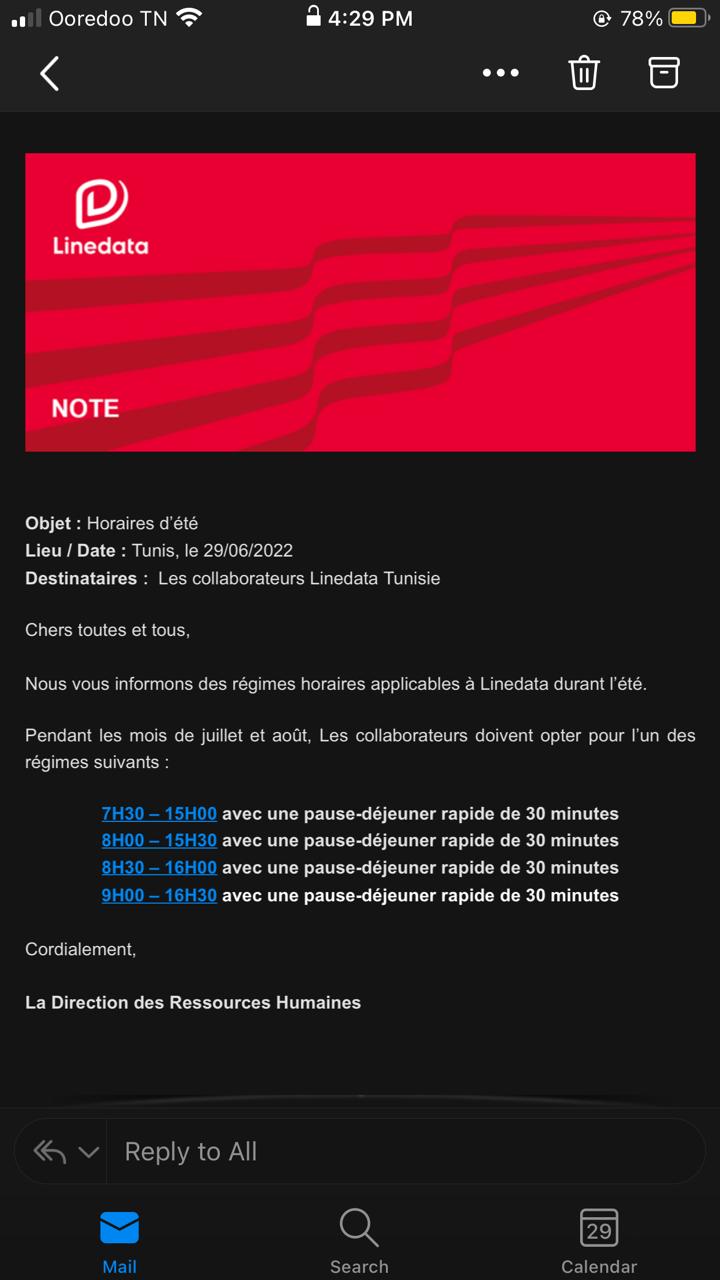 Ooredoo TN 4:29 PM 78%
Linedata
NOTE
Objet : Horaires d’été
Lieu / Date : Tunis, le 29/06/2022
Destinataires :  Les collaborateurs Linedata Tunisie
Chers toutes et tous,
Nous vous informons des régimes horaires applicables à Linedata durant l’été.
Pendant les mois de juillet et août, Les collaborateurs doivent opter pour l’un des
régimes suivants :
7H30 – 15H00 avec une pause-déjeuner rapide de 30 minutes
8H00 – 15H30 avec une pause-déjeuner rapide de 30 minutes
8H30 – 16H00 avec une pause-déjeuner rapide de 30 minutes
9H00 – 16H30 avec une pause-déjeuner rapide de 30 minutes
Cordialement,
La Direction des Ressources Humaines
Reply to All
29
Mail Search Calendar